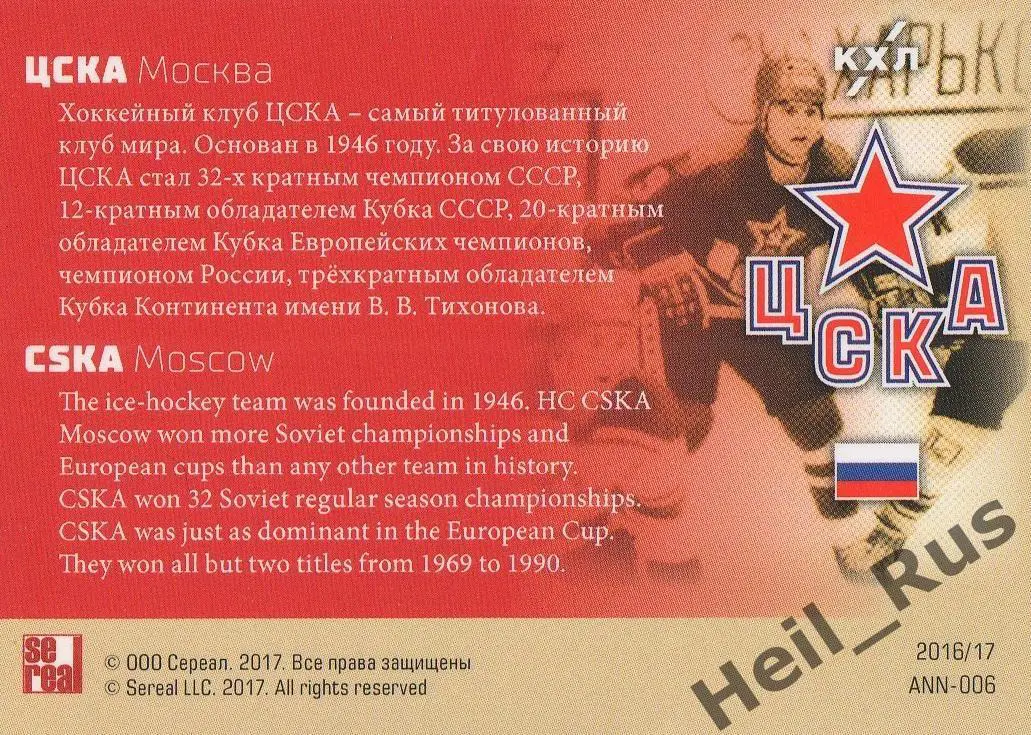 КХЛ
ХАРЬКО
ЦСКА Москва
Хоккейный клуб ЦСКА – самый титулованный
клуб мира. Основан в 1946 году. За свою историю
ЦСКА стал 32-х кратным чемпионом СССР,
12-кратным обладателем Кубка СССР, 20-кратным
обладателем Кубка Европейских чемпионов,
чемпионом России, трёхкратным обладателем
Кубка Континента имени В. В. Тихонова.
ЦСКА
CSKA Moscow
The ice-hockey team was founded in 1946. HC CSKA
Moscow won more Soviet championships and
European cups than any other team in history.
CSKA won 32 Soviet regular season championships.
CSKA was just as dominant in the European Cup.
They won all but two titles from 1969 to 1990.
se
real
© ООО Сереал. 2017. Все права защищены
© Sereal LLC. 2017. All rights reserved
2016/17
ANN-006
Heil_Rus